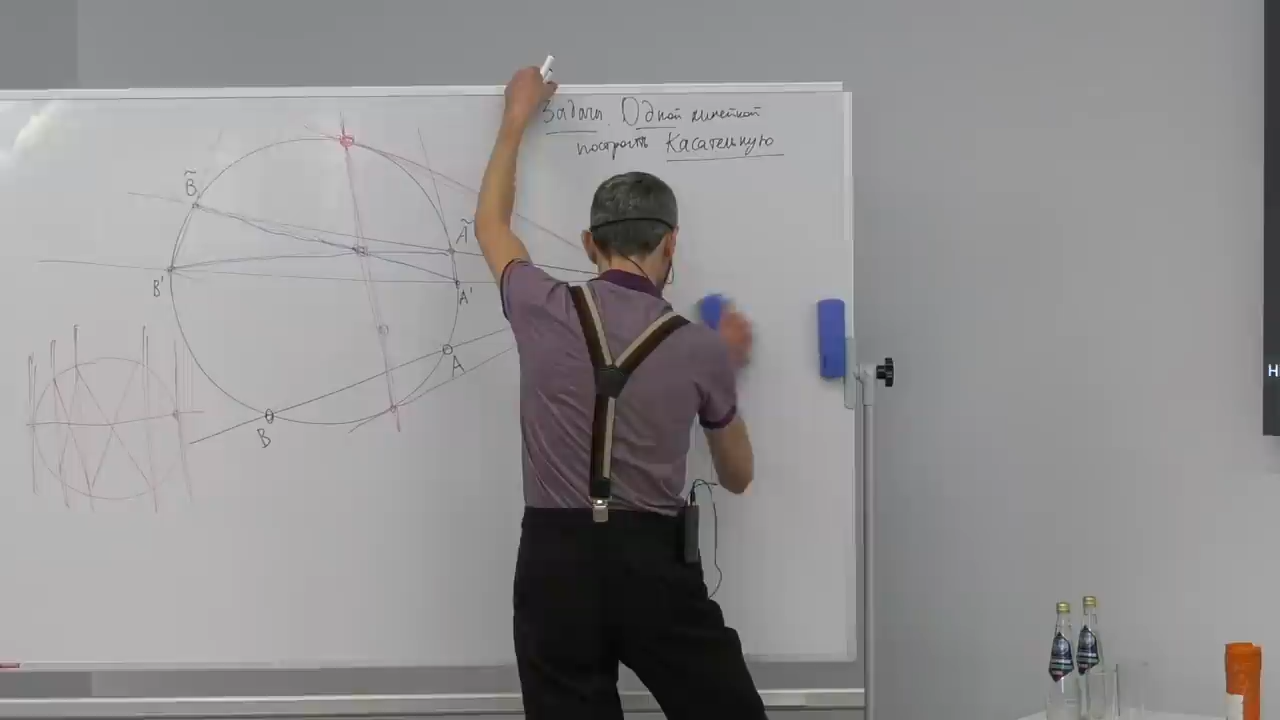 Задача. Одной линейкой
построить Касательную
B̃
Ã
B'
A'
A
B
H